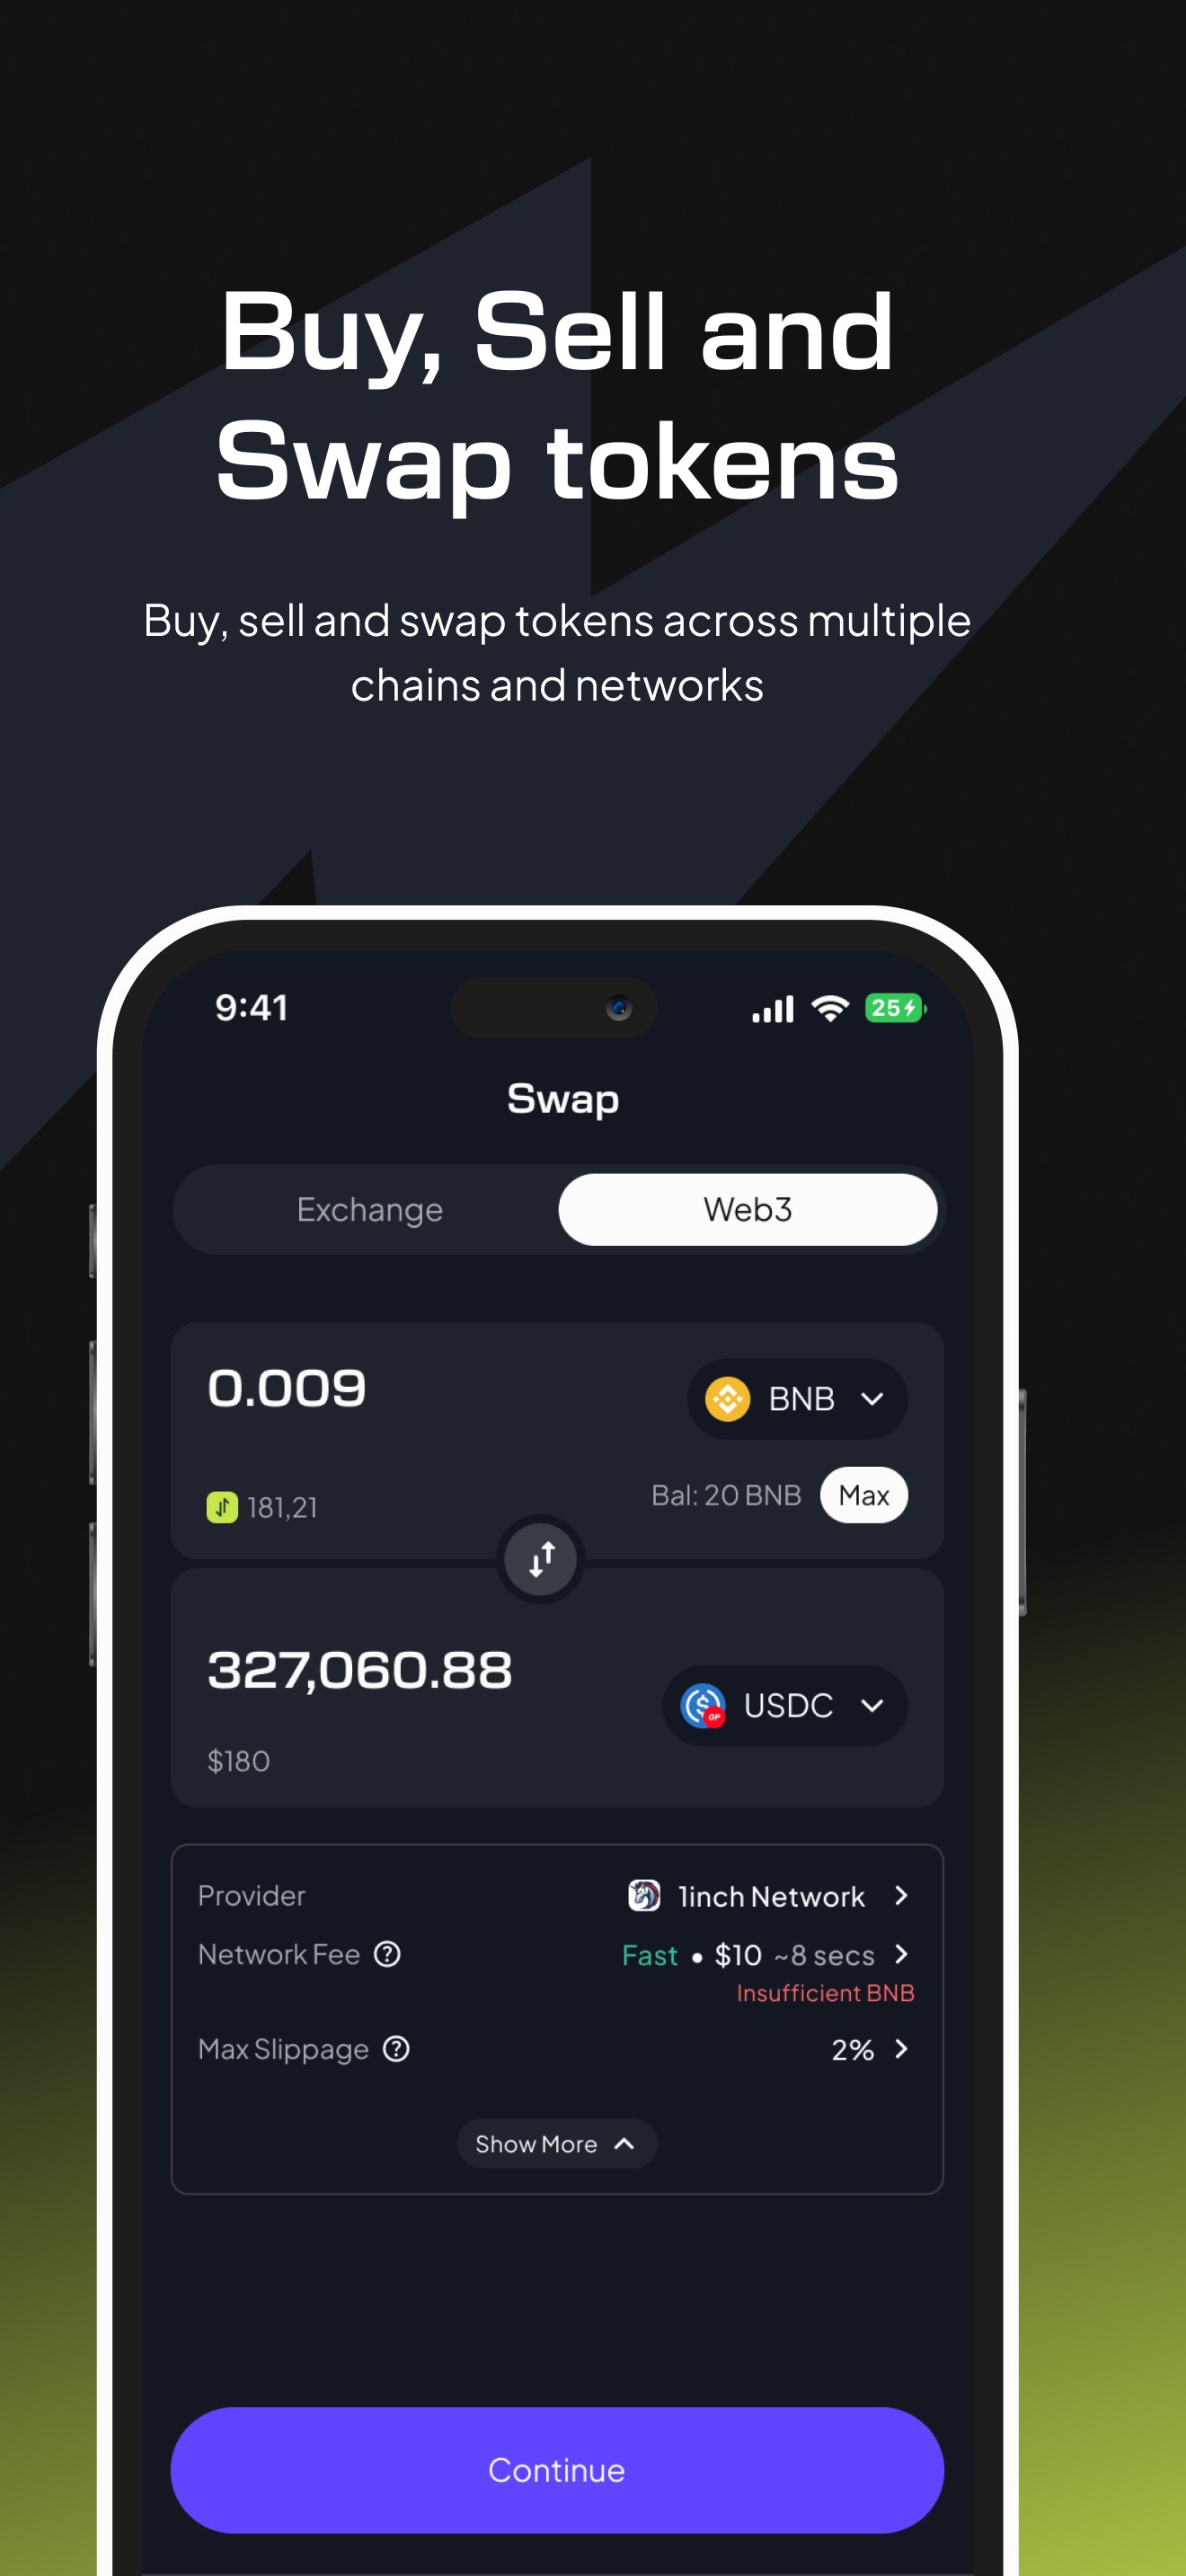 Buy, Sell and
Swap tokens
Buy, sell and swap tokens across multiple
chains and networks
9:41
25
Swap
Exchange
Web3
0.009
BNB
181,21
Bal: 20 BNB
Max
327,060.88
USDC
OP
$180
Provider
1inch Network
Network Fee ?
Fast • $10 ~8 secs
Insufficient BNB
Max Slippage ?
2%
Show More
Continue